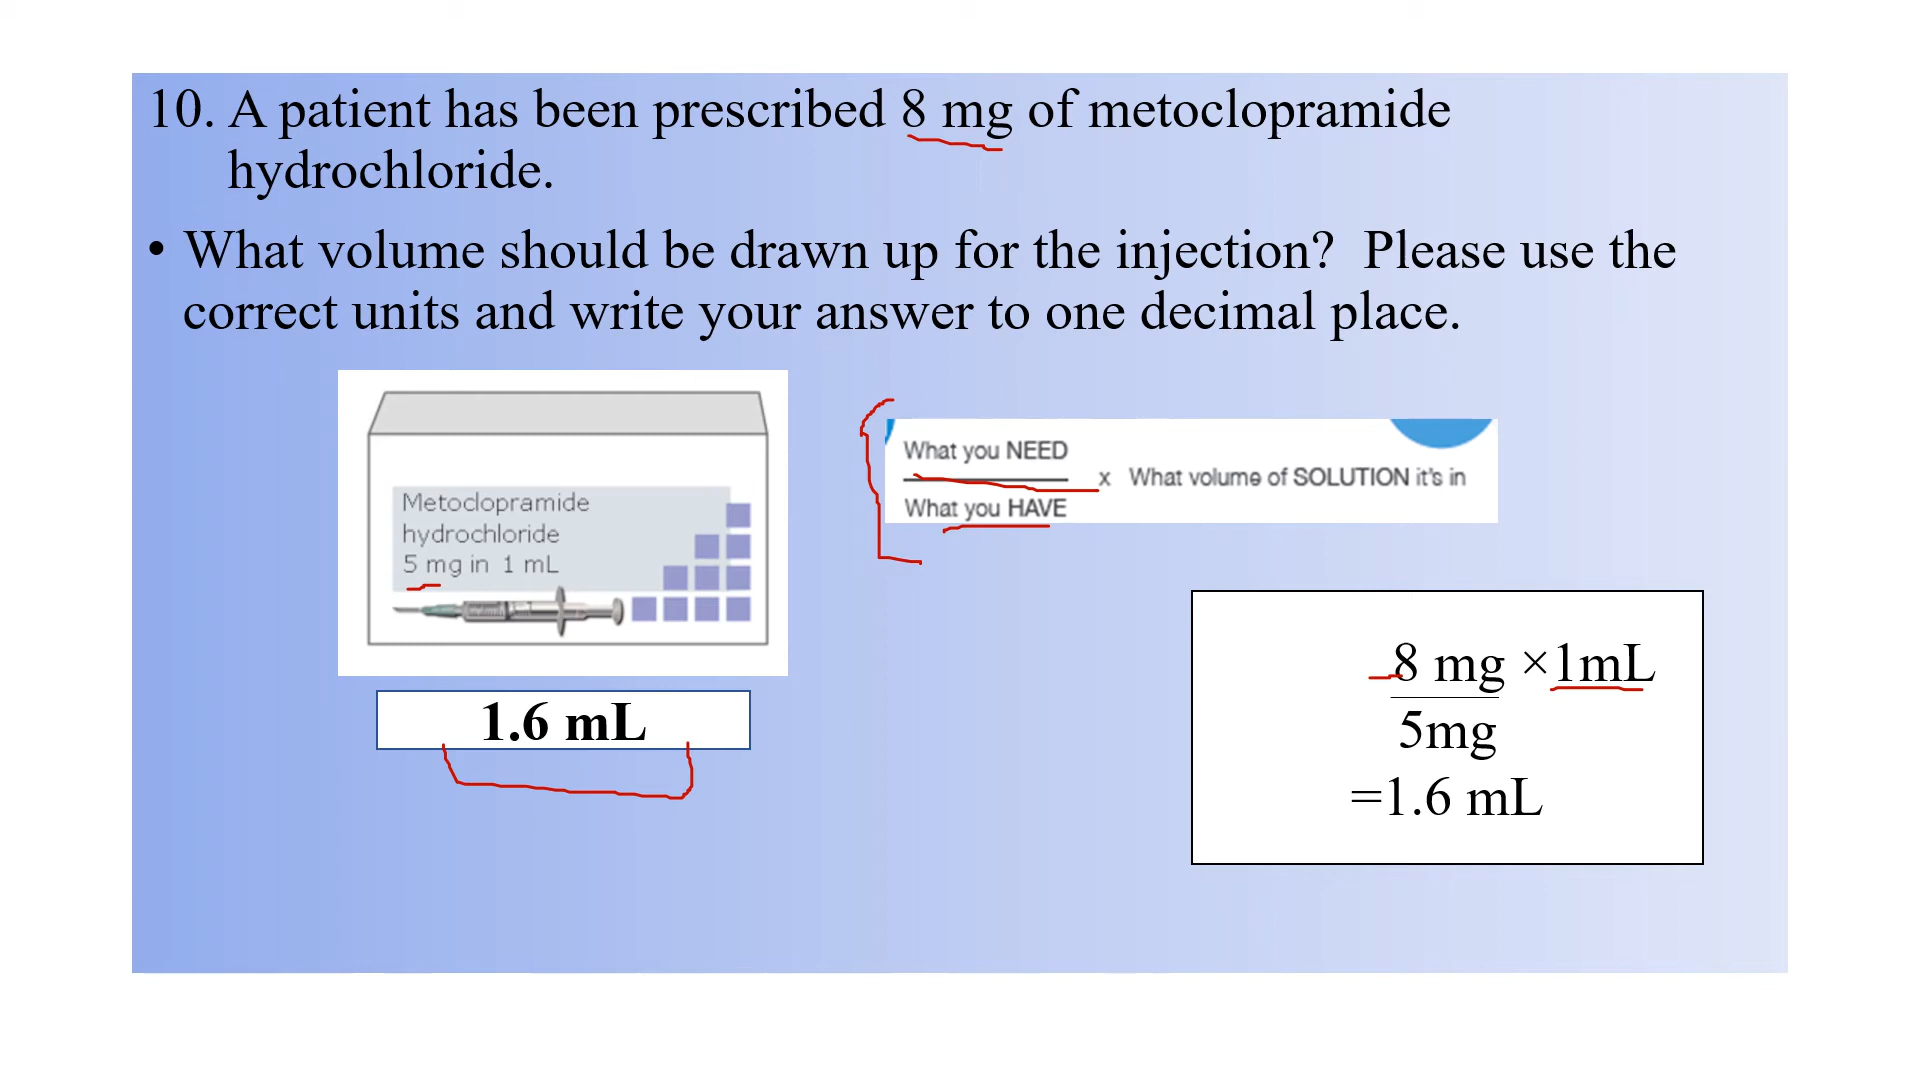 10. A patient has been prescribed 8 mg of metoclopramide
hydrochloride.
• What volume should be drawn up for the injection? Please use the
correct units and write your answer to one decimal place.
What you NEED
x What volume of SOLUTION it's in
What you HAVE
Metoclopramide
hydrochloride
5 mg in 1 mL
1.6 mL
8 mg ×1mL
5mg
=1.6 mL